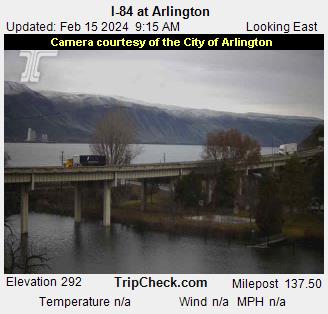 I-84 at Arlington
Updated: Feb 15 2024 9:15 AM Looking East
Camera courtesy of the City of Arlington
Elevation 292 TripCheck.com Milepost 137.50
Temperature n/a Wind n/a MPH n/a